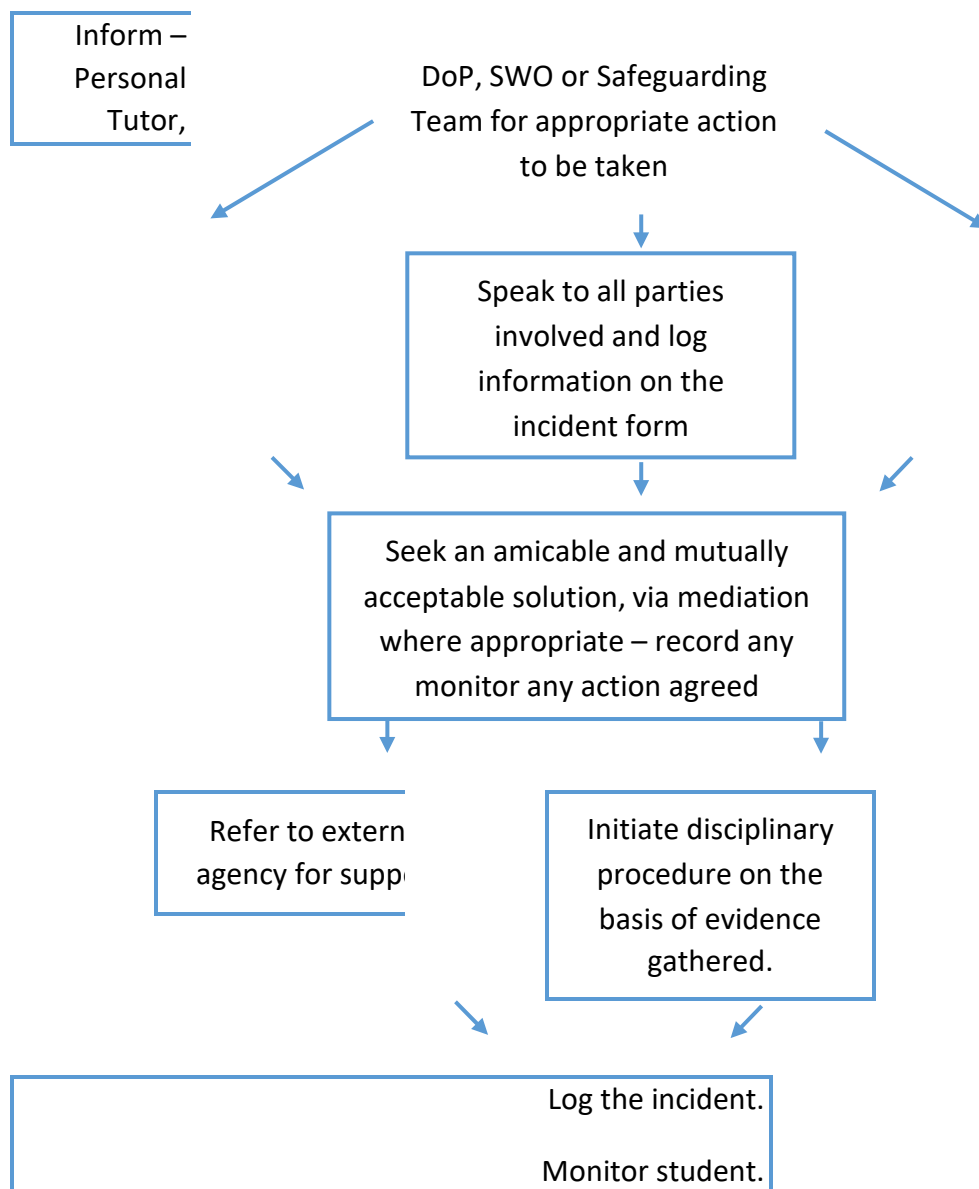 Inform –
Personal
Tutor,
DoP, SWO or Safeguarding
Team for appropriate action
to be taken
Speak to all parties
involved and log
information on the
incident form
Seek an amicable and mutually
acceptable solution, via mediation
where appropriate – record any
monitor any action agreed
Refer to extern
agency for supp
Initiate disciplinary
procedure on the
basis of evidence
gathered.
Log the incident.
Monitor student.